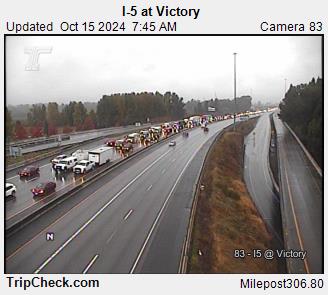 I-5 at Victory
Updated Oct 15 2024 7:45 AM Camera 83
N
83 - I5 @ Victory
TripCheck.com Milepost306.80